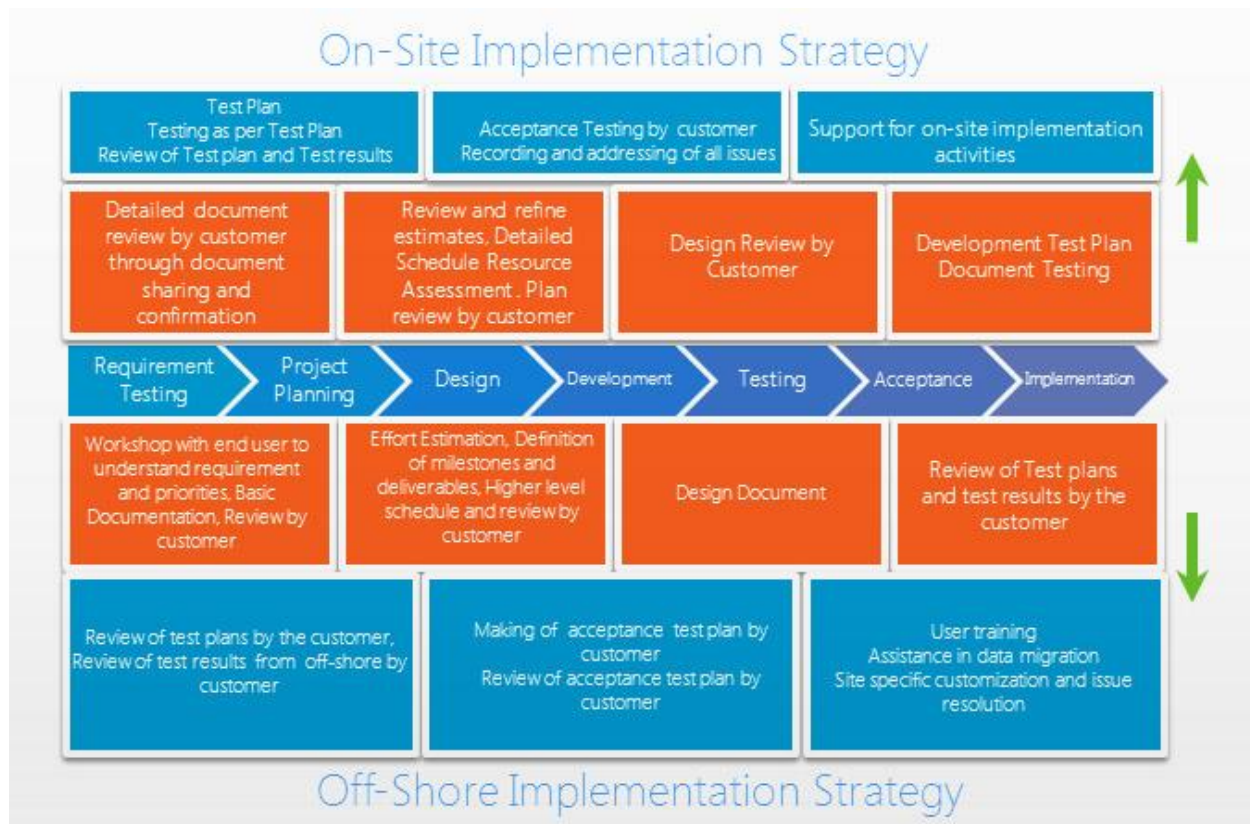 On-Site Implementation Strategy
Test Plan
Testing as per Test Plan
Review of Test plan and Test results
Acceptance Testing by customer
Recording and addressing of all issues
Support for on-site implementation
activities
Detailed document
review by customer
through document
sharing and
confirmation
Review and refine
estimates, Detailed
Schedule Resource
Assessment. Plan
review by customer
Design Review by
Customer
Development Test Plan
Document Testing
Requirement
Testing
Project
Planning
Design
Development
Testing
Acceptance
Implementation
Workshop with end user to
understand requirement
and priorities, Basic
Documentation, Review by
customer
Effort Estimation, Definition
of milestones and
deliverables, Higher level
schedule and review by
customer
Design Document
Review of Test plans
and test results by the
customer
Review of test plans by the customer,
Review of test results from off-shore by
customer
Making of acceptance test plan by
customer
Review of acceptance test plan by
customer
User training
Assistance in data migration
Site specific customization and issue
resolution
Off-Shore Implementation Strategy